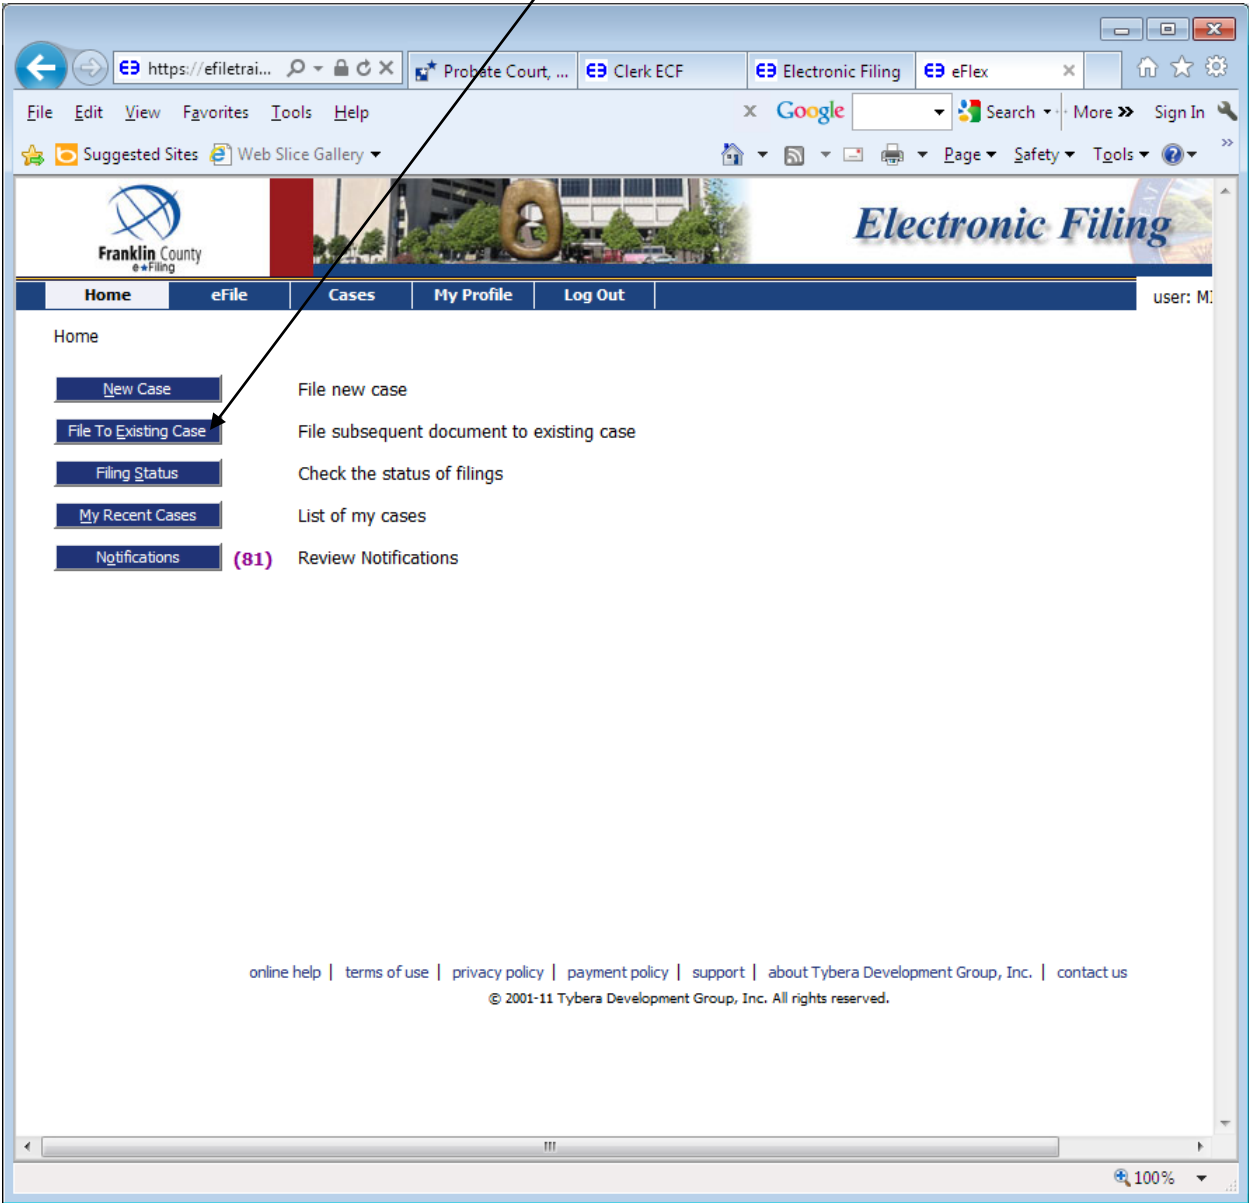 https://efiletrai...
Probate Court, ...
Clerk ECF
Electronic Filing
eFlex
File Edit View Favorites Tools Help
x Google Search More » Sign In
Suggested Sites Web Slice Gallery
Page Safety Tools »
Franklin County
e★Filing
Electronic Filing
Home eFile Cases My Profile Log Out
user: M
Home
New Case File new case
File To Existing Case File subsequent document to existing case
Filing Status Check the status of filings
My Recent Cases List of my cases
Notifications (81) Review Notifications
online help | terms of use | privacy policy | payment policy | support | about Tybera Development Group, Inc. | contact us
© 2001-11 Tybera Development Group, Inc. All rights reserved.
100%